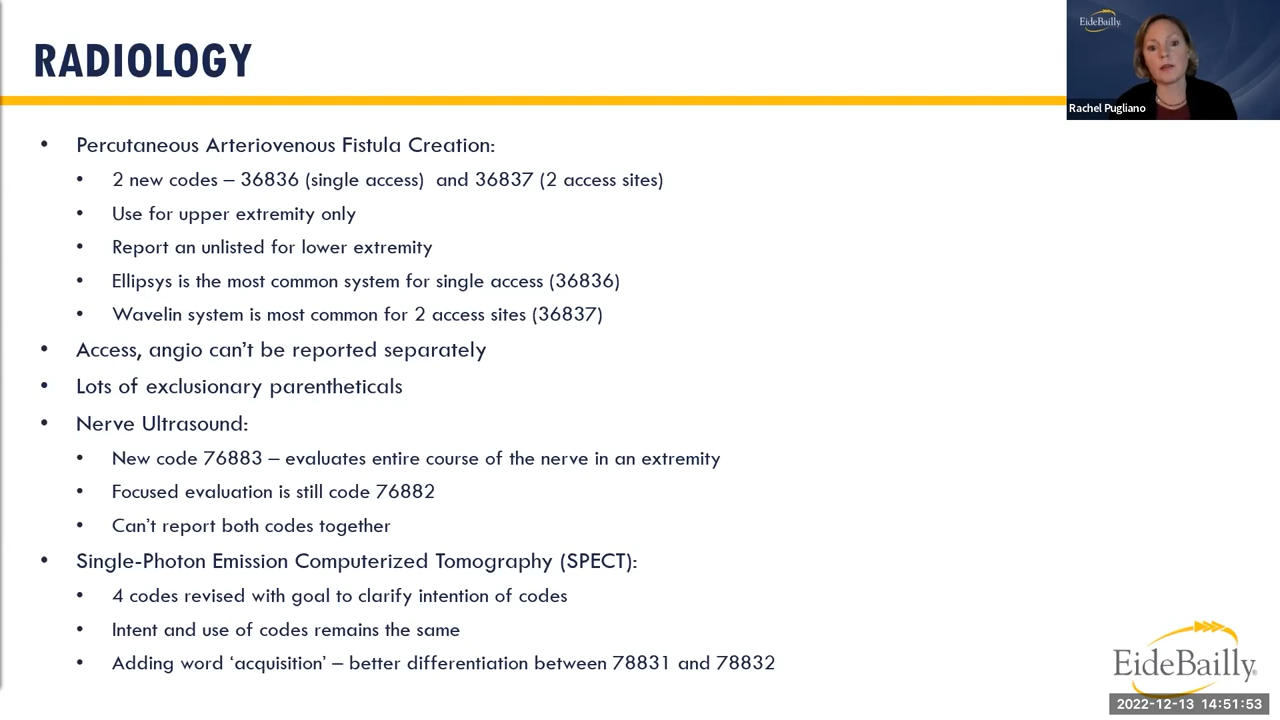 RADIOLOGY
EideBailly.
Rachel Pugliano
• Percutaneous Arteriovenous Fistula Creation:
• 2 new codes – 36836 (single access) and 36837 (2 access sites)
• Use for upper extremity only
• Report an unlisted for lower extremity
• Ellipsys is the most common system for single access (36836)
• Wavelin system is most common for 2 access sites (36837)
• Access, angio can’t be reported separately
• Lots of exclusionary parentheticals
• Nerve Ultrasound:
• New code 76883 – evaluates entire course of the nerve in an extremity
• Focused evaluation is still code 76882
• Can’t report both codes together
• Single-Photon Emission Computerized Tomography (SPECT):
• 4 codes revised with goal to clarify intention of codes
• Intent and use of codes remains the same
• Adding word ‘acquisition’ – better differentiation between 78831 and 78832
EideBailly®
2022-12-13 14:51:53